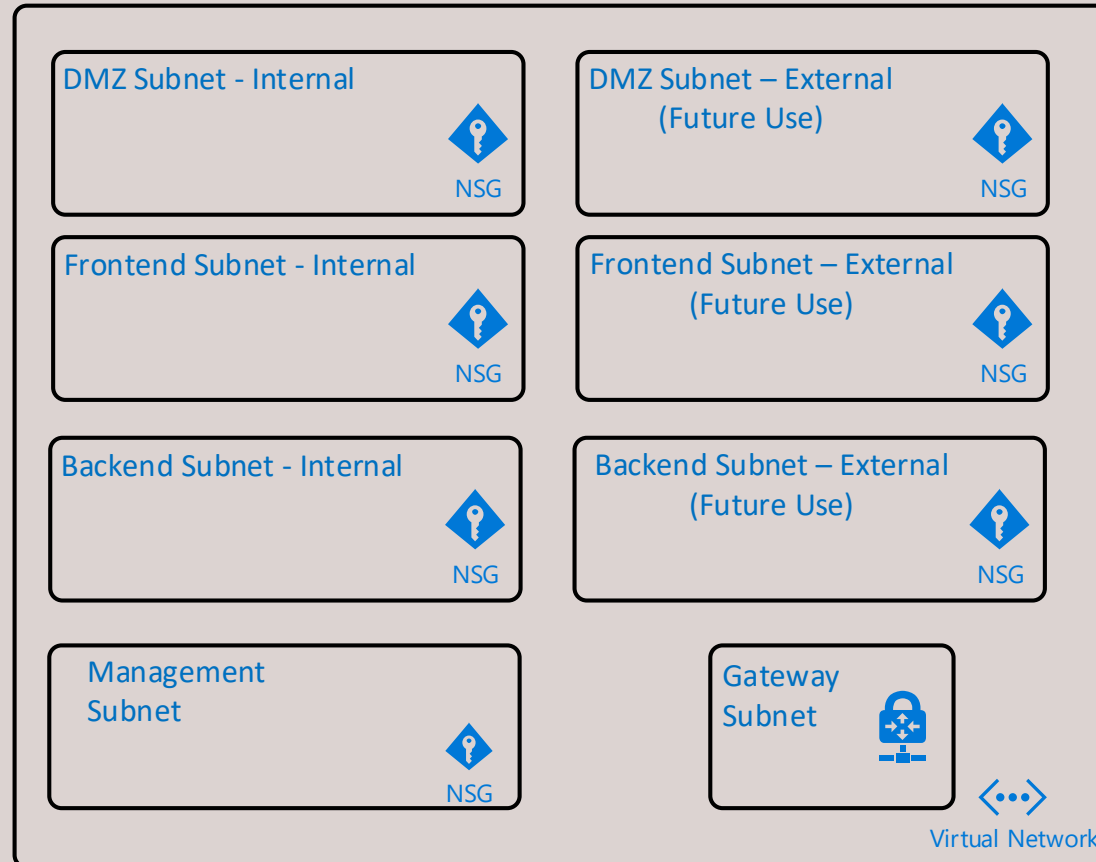 DMZ Subnet - Internal
NSG
DMZ Subnet – External
(Future Use)
NSG
Frontend Subnet - Internal
NSG
Frontend Subnet – External
(Future Use)
NSG
Backend Subnet - Internal
NSG
Backend Subnet – External
(Future Use)
NSG
Management
Subnet
NSG
Gateway
Subnet
Virtual Network